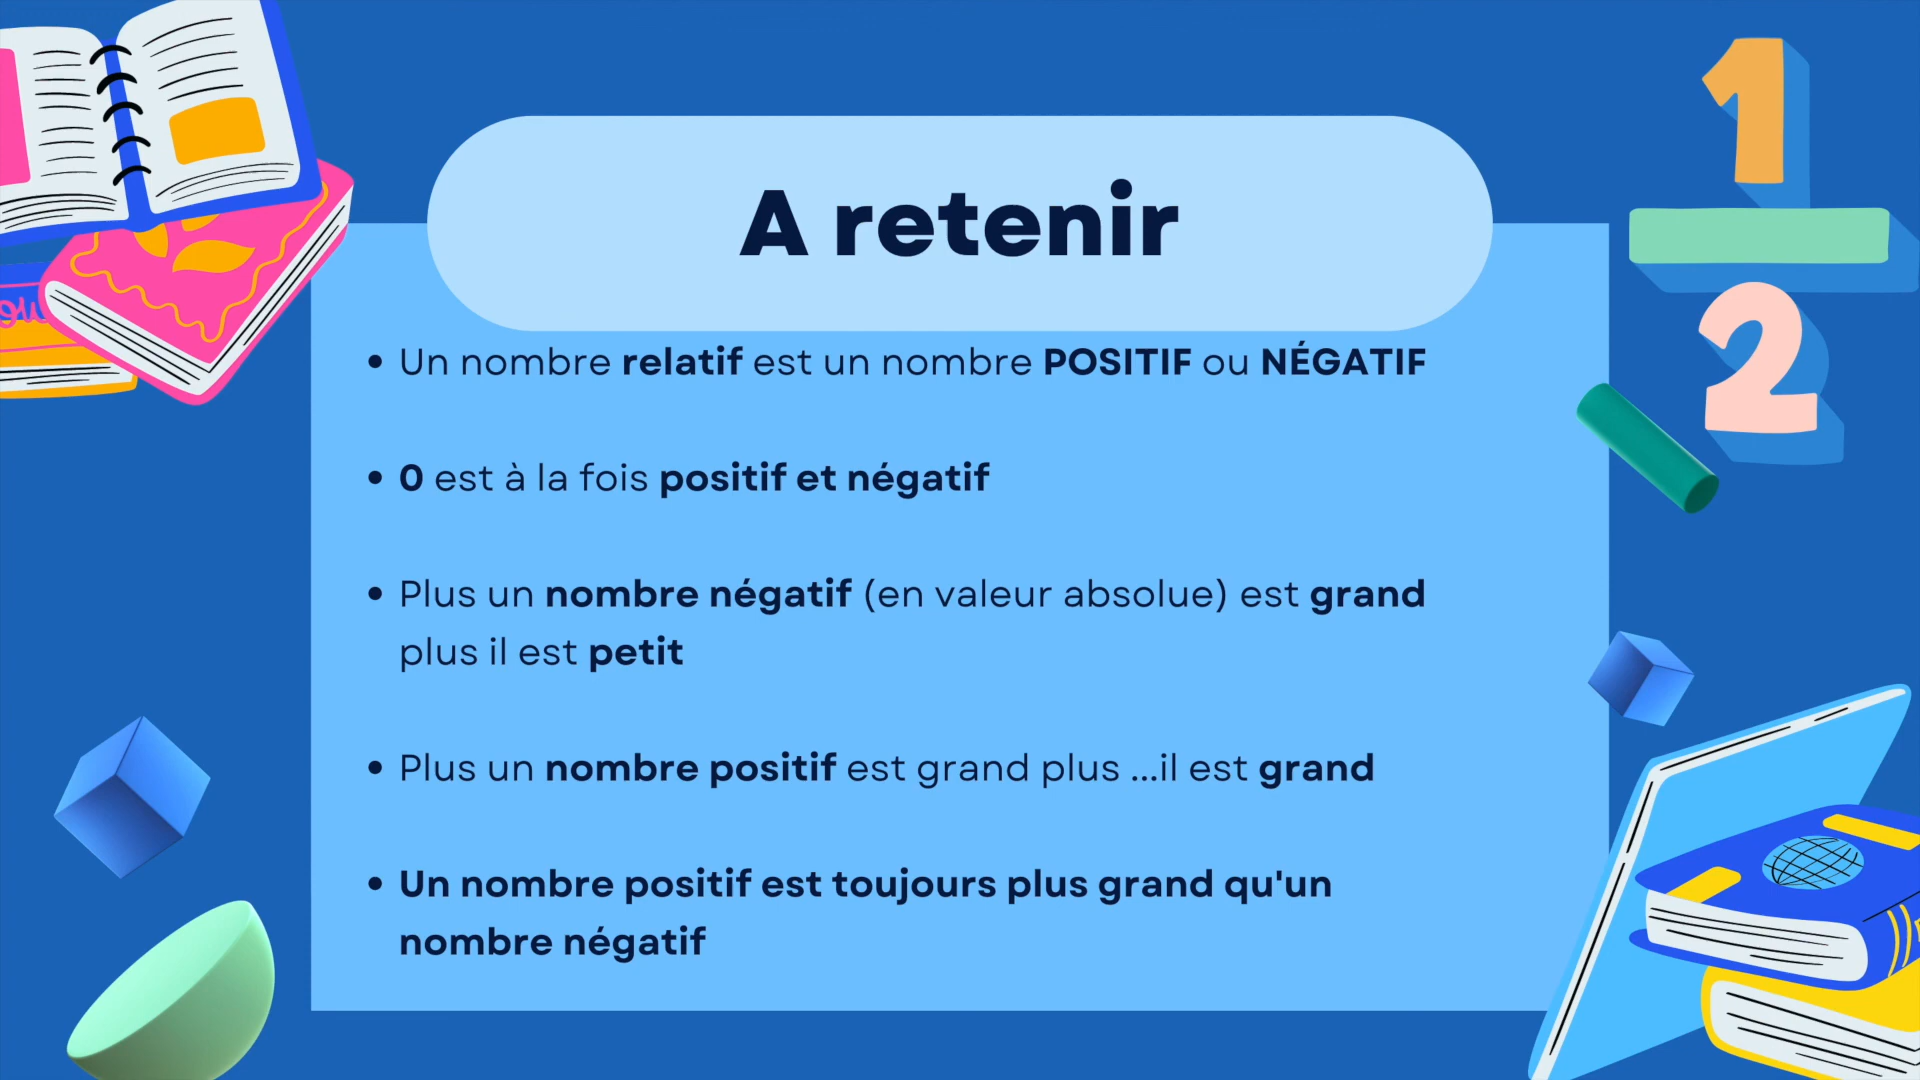 A retenir
1
2
• Un nombre relatif est un nombre POSITIF ou NÉGATIF
• 0 est à la fois positif et négatif
• Plus un nombre négatif (en valeur absolue) est grand
plus il est petit
• Plus un nombre positif est grand plus ...il est grand
• Un nombre positif est toujours plus grand qu'un
nombre négatif